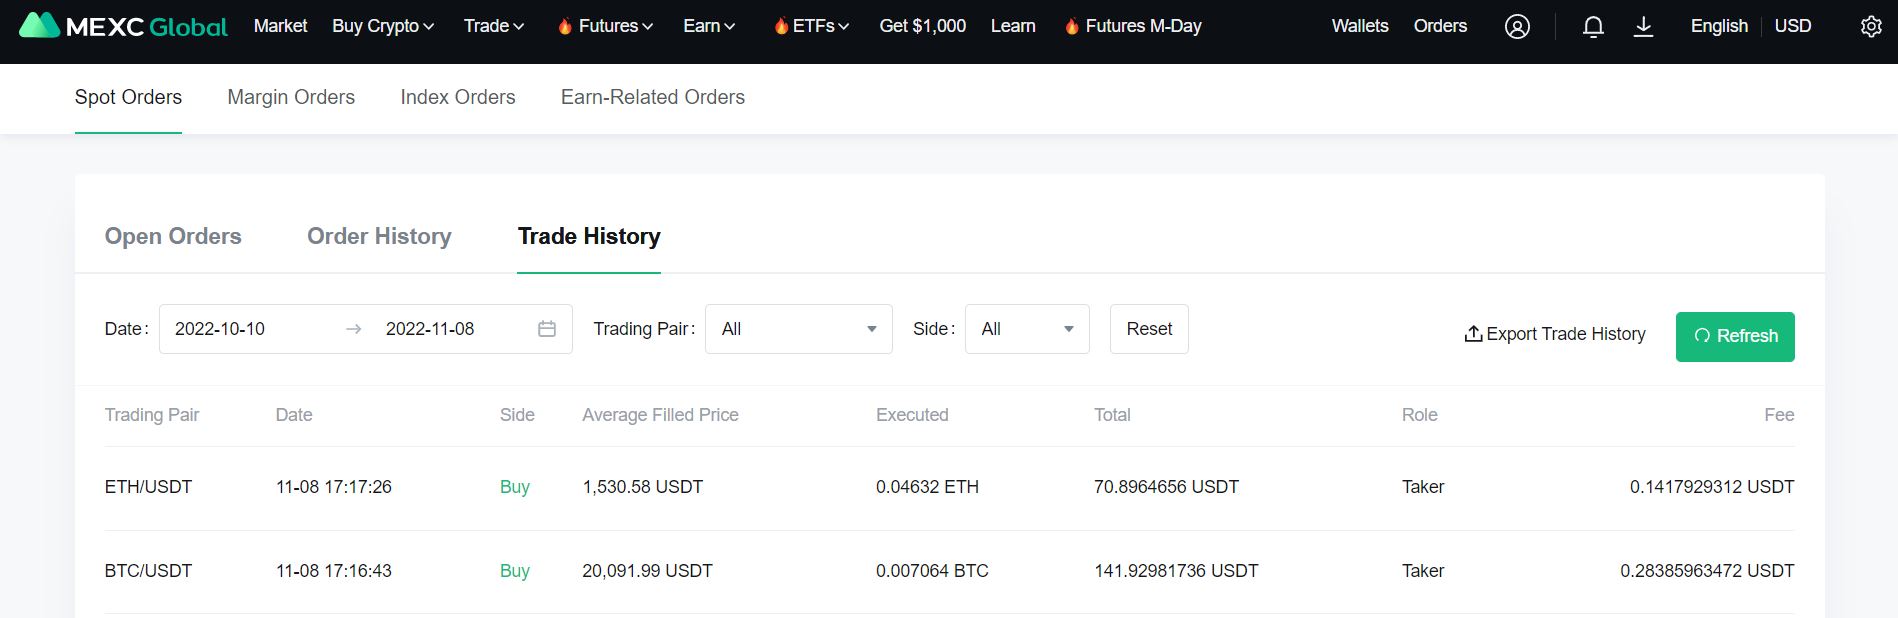 MEXC Global Market Buy Crypto Trade Futures Earn ETFs Get $1,000 Learn Futures M-Day Wallets Orders English USD
Spot Orders Margin Orders Index Orders Earn-Related Orders
Open Orders Order History Trade History
Date: 2022-10-10 → 2022-11-08 Trading Pair: All Side: All Reset Export Trade History Refresh
Trading Pair Date Side Average Filled Price Executed Total Role Fee
ETH/USDT 11-08 17:17:26 Buy 1,530.58 USDT 0.04632 ETH 70.8964656 USDT Taker 0.1417929312 USDT
BTC/USDT 11-08 17:16:43 Buy 20,091.99 USDT 0.007064 BTC 141.92981736 USDT Taker 0.28385963472 USDT